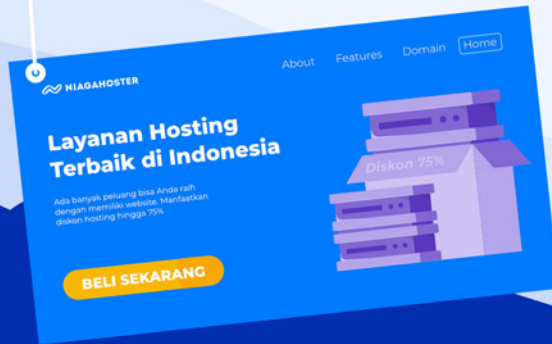 NIAGAHOSTER
About Features Domain Home
Layanan Hosting
Terbaik di Indonesia
Ada banyak peluang bisa Anda raih
dengan memiliki website. Manfaatkan
diskon hosting hingga 75%
Diskon 75%
BELI SEKARANG